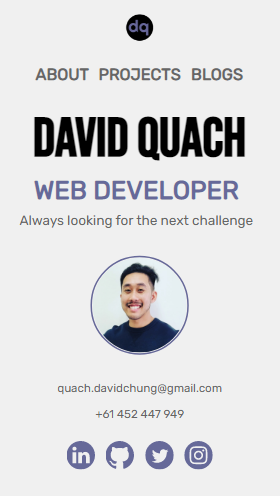 dq
ABOUT PROJECTS BLOGS
DAVID QUACH
WEB DEVELOPER
Always looking for the next challenge
quach.davidchung@gmail.com
+61 452 447 949
in